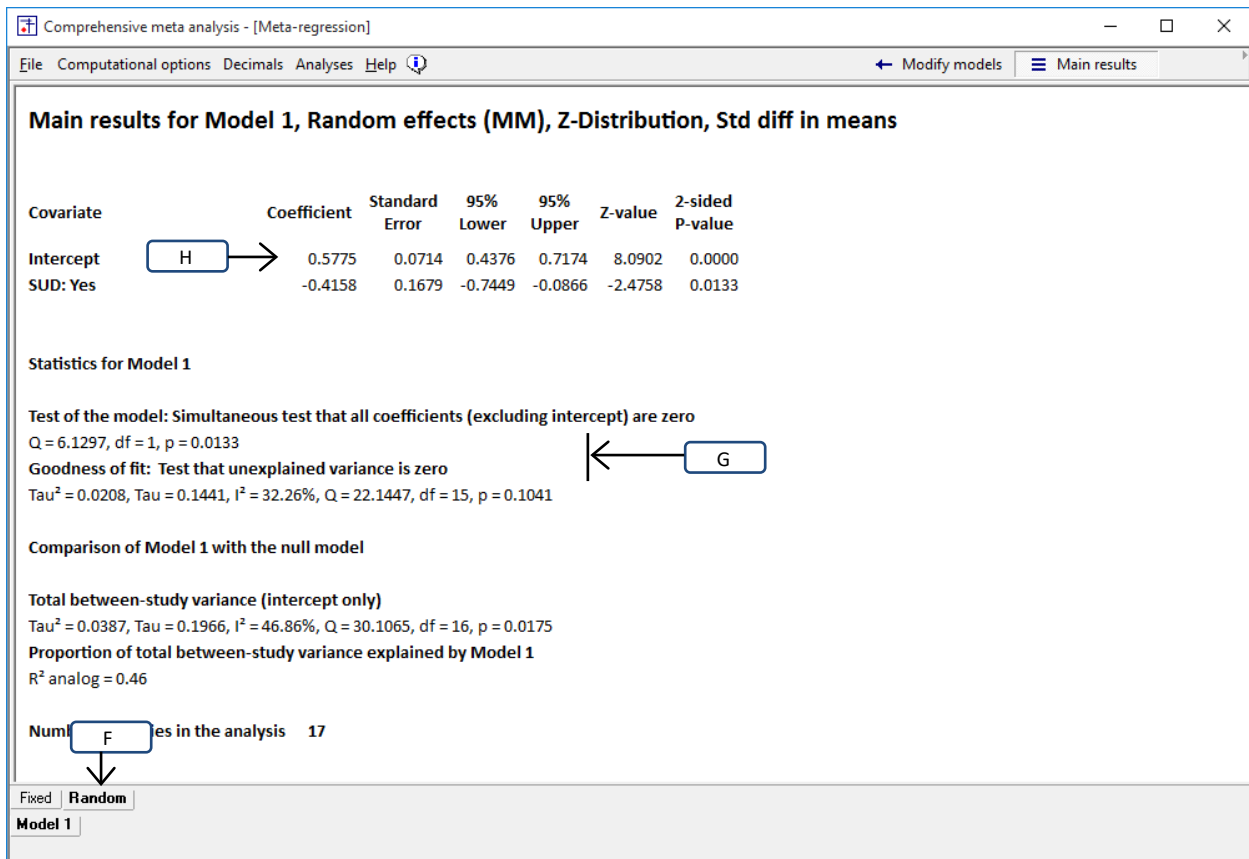 Comprehensive meta analysis - [Meta-regression]
File Computational options Decimals Analyses Help Modify models Main results
Main results for Model 1, Random effects (MM), Z-Distribution, Std diff in means
Covariate Coefficient Standard Error 95% Lower 95% Upper Z-value 2-sided P-value
Intercept H 0.5775 0.0714 0.4376 0.7174 8.0902 0.0000
SUD: Yes -0.4158 0.1679 -0.7449 -0.0866 -2.4758 0.0133
Statistics for Model 1
Test of the model: Simultaneous test that all coefficients (excluding intercept) are zero
Q = 6.1297, df = 1, p = 0.0133
G
Goodness of fit: Test that unexplained variance is zero
Tau² = 0.0208, Tau = 0.1441, I² = 32.26%, Q = 22.1447, df = 15, p = 0.1041
Comparison of Model 1 with the null model
Total between-study variance (intercept only)
Tau² = 0.0387, Tau = 0.1966, I² = 46.86%, Q = 30.1065, df = 16, p = 0.0175
Proportion of total between-study variance explained by Model 1
R² analog = 0.46
F in the analysis 17
Fixed Random
Model 1